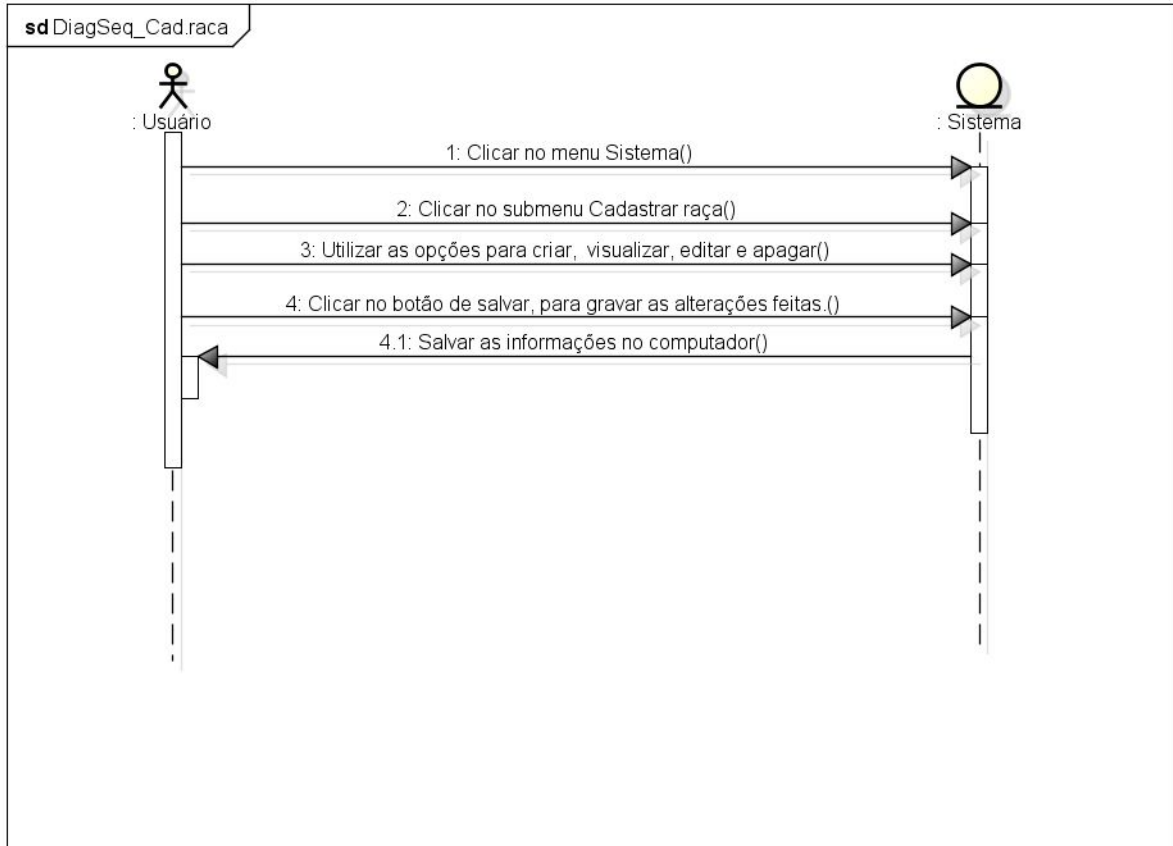 sd DiagSeq_Cad.raca
: Usuário
: Sistema
1: Clicar no menu Sistema()
2: Clicar no submenu Cadastrar raça()
3: Utilizar as opções para criar,  visualizar, editar e apagar()
4: Clicar no botão de salvar, para gravar as alterações feitas.()
4.1: Salvar as informações no computador()